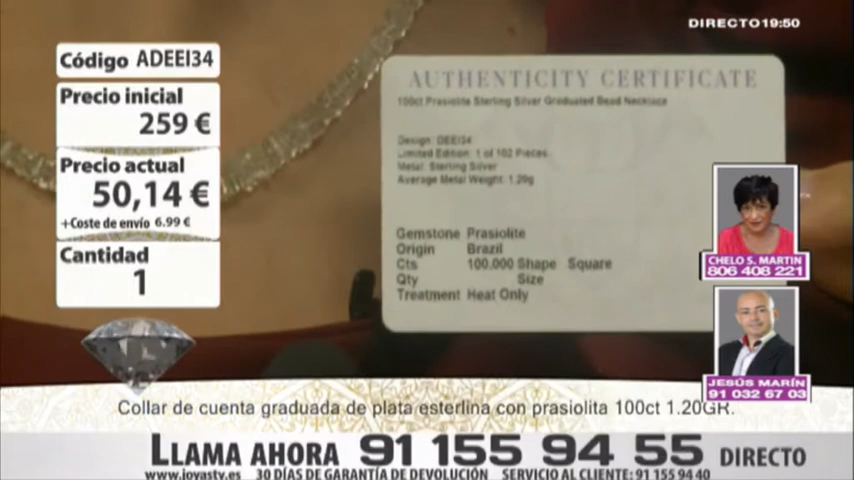 DIRECTO 19:50
Código ADEEI34
Precio inicial
259 €
Precio actual
50,14 €
+Coste de envío 6.99 €
Cantidad
1
AUTHENTICITY CERTIFICATE
100ct Prasiolite Sterling Silver Graduated Bead Necklace
Design: DEEI34
Limited Edition: 1 of 102 Pieces
Metal: Sterling Silver
Average Metal Weight: 1.20g
Gemstone Prasiolite
Origin Brazil
Cts 100.000 Shape Square
Qty Size
Treatment Heat Only
CHELO S. MARTIN
806 408 221
JESÚS MARÍN
91 032 67 03
Collar de cuenta graduada de plata esterlina con prasiolita 100ct 1.20GR.
LLAMA AHORA 91 155 94 55 DIRECTO
www.joyastv.es 30 DÍAS DE GARANTÍA DE DEVOLUCIÓN SERVICIO AL CLIENTE: 91 155 94 40